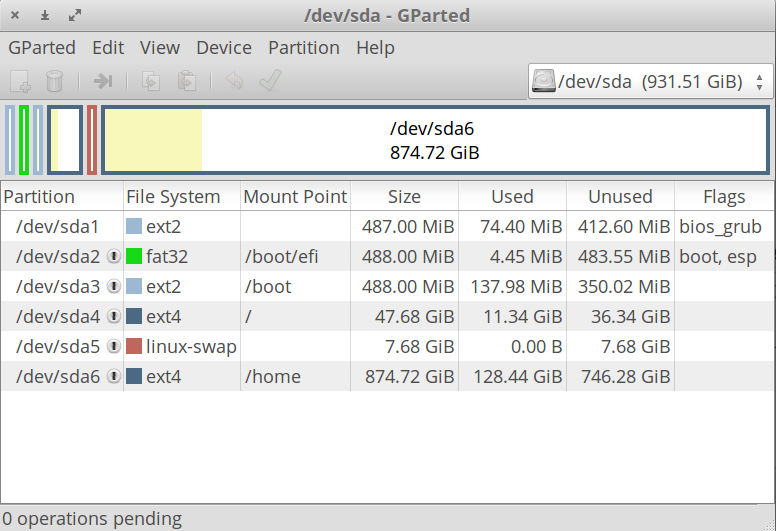 /dev/sda - GParted
GParted Edit View Device Partition Help
/dev/sda (931.51 GiB)
/dev/sda6
874.72 GiB
Partition File System Mount Point Size Used Unused Flags
/dev/sda1 ext2 487.00 MiB 74.40 MiB 412.60 MiB bios_grub
/dev/sda2 fat32 /boot/efi 488.00 MiB 4.45 MiB 483.55 MiB boot, esp
/dev/sda3 ext2 /boot 488.00 MiB 137.98 MiB 350.02 MiB
/dev/sda4 ext4 / 47.68 GiB 11.34 GiB 36.34 GiB
/dev/sda5 linux-swap 7.68 GiB 0.00 B 7.68 GiB
/dev/sda6 ext4 /home 874.72 GiB 128.44 GiB 746.28 GiB
0 operations pending